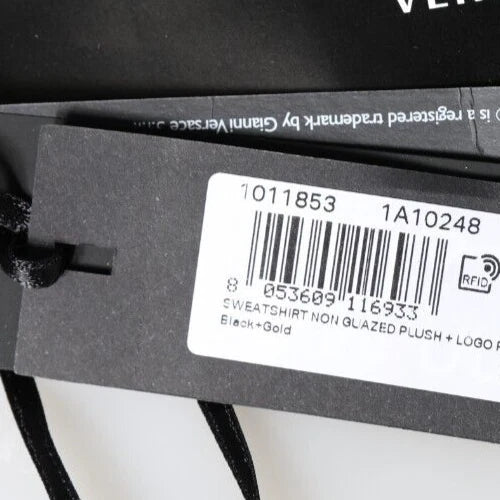 VER
® is a registered trademark by Gianni Versace S.r.l.
1011853 1A10248
RFID
8 053609 116933
SWEATSHIRT NON GLAZED PLUSH + LOGO
Black+Gold